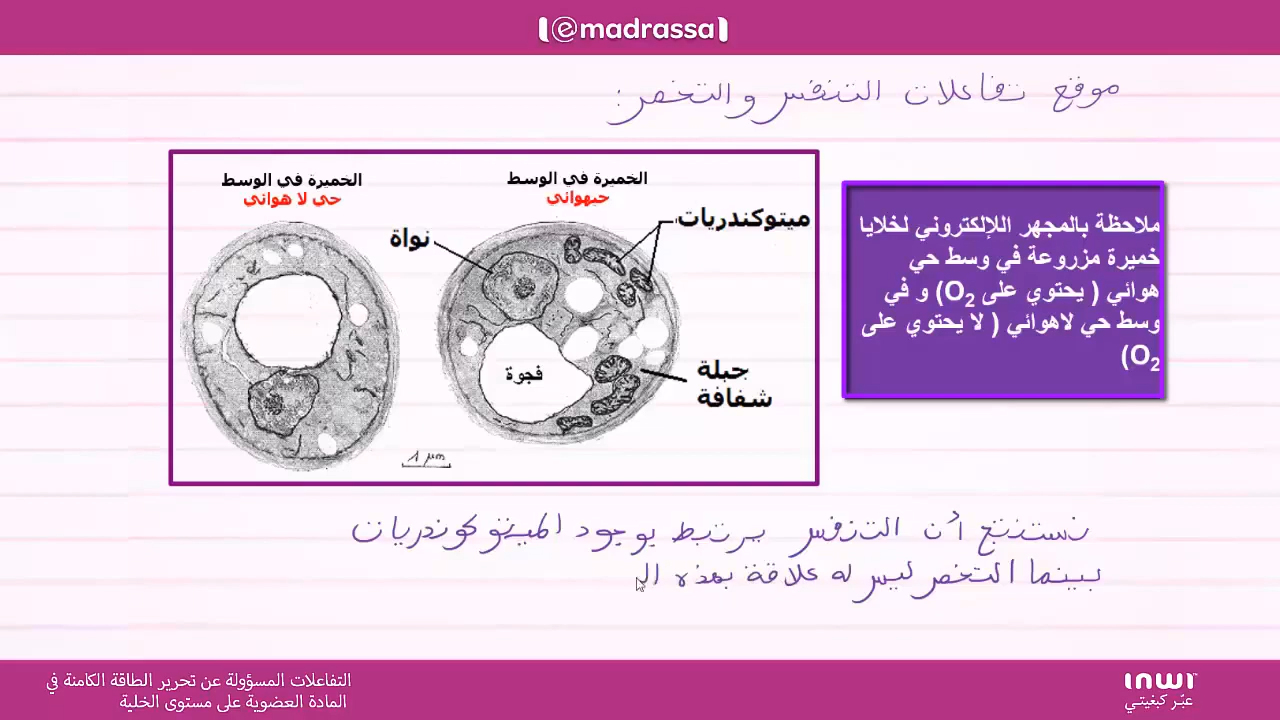 emadrassa
موقع تفاعلات التنفس والتخمر:
الخميرة في الوسط
حيهوائي
الخميرة في الوسط
حي لا هوائي
ميتوكندريات
نواة
فجوة
جبلة
شفافة
1 μm
ملاحظة بالمجهر اللإلكتروني لخلايا
خميرة مزروعة في وسط حي
هوائي ( يحتوي على O2) و في
وسط حي لاهوائي ( لا يحتوي على
O2)
نستنتج أن التنفس يرتبط بوجود الميتوكوندريات
بينما التخمر ليس له علاقة بهذه ال
inwi
عبّر كيغيتي
التفاعلات المسؤولة عن تحرير الطاقة الكامنة في
المادة العضوية على مستوى الخلية